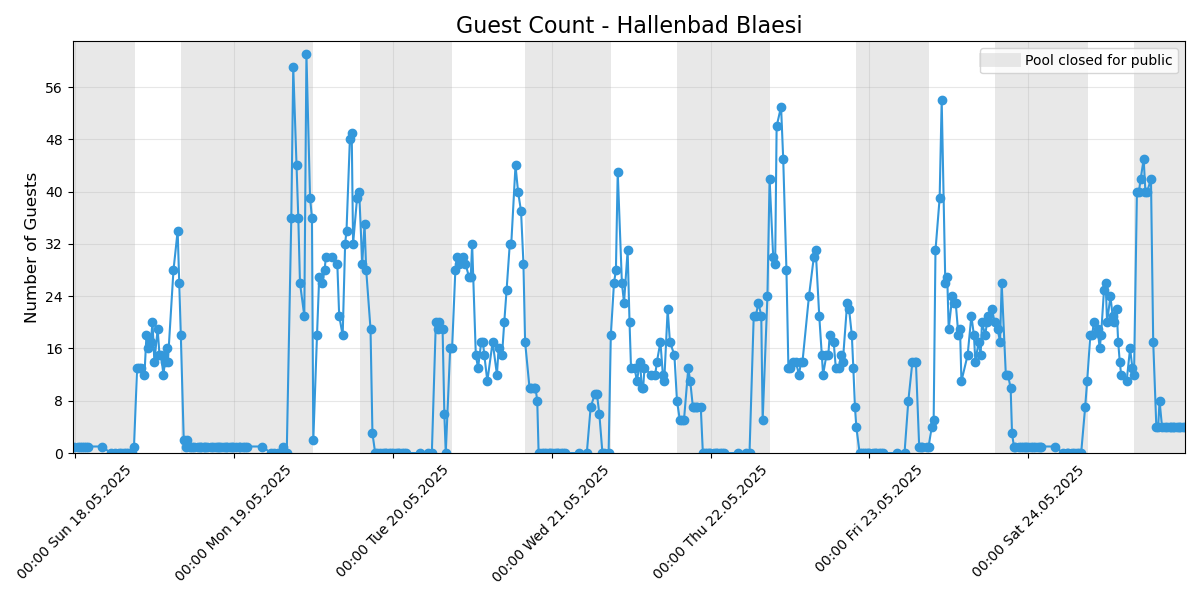 Guest Count - Hallenbad Blaesi
Pool closed for public
Number of Guests
56
48
40
32
24
16
8
0
00:00 Sun 18.05.2025
00:00 Mon 19.05.2025
00:00 Tue 20.05.2025
00:00 Wed 21.05.2025
00:00 Thu 22.05.2025
00:00 Fri 23.05.2025
00:00 Sat 24.05.2025